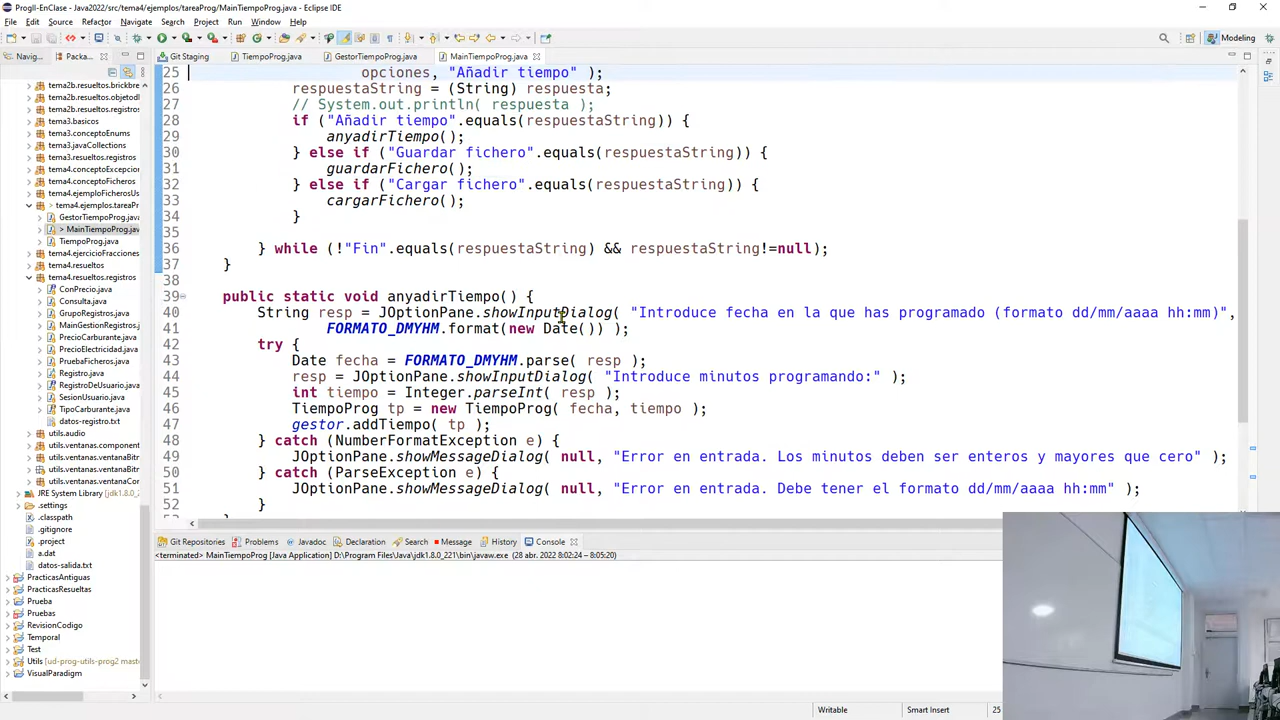 ProgII-EnClase - Java2022/src/tema4/ejemplos/tareaProg/MainTiempoProg.java - Eclipse IDE
File Edit Source Refactor Navigate Search Project Run Window Help
Modeling
Navig...
Packa...
Git Staging
TiempoProg.java
GestorTiempoProg.java
MainTiempoProg.java
tema2b.resueltos.brickbre
tema2b.resueltos.objetodl
tema2b.resueltos.registros
tema3.basicos
tema3.conceptoEnums
tema3.javaCollections
tema3.resueltos.registros
tema4.conceptoExcepcion
tema4.conceptoFicheros
tema4.ejemploFicherosUs
> tema4.ejemplos.tareaPro
GestorTiempoProg.java
> MainTiempoProg.java
TiempoProg.java
tema4.ejercicioFracciones
tema4.resueltos
tema4.resueltos.registros
ConPrecio.java
Consulta.java
GurgPrecio.java
MainGestionRegistros.jav
PrecioCarburante.java
PrecioElectricidad.java
PruebaFicheros.java
Registro.java
RegistroDeUsuario.java
SesionUsuario.java
TipoCarburante.java
datos-registro.txt
utils.audio
utils.ventanas.component
utils.ventanas.ventanaBit
utils.ventanas.ventanaBit
utils.ventanas.ventanaCon
JRE System Library [jdk1.8.0_2
.settings
.classpath
.gitignore
.project
a.dat
datos-salida.txt
PracticasAntiguas
PracticasResueltas
Prueba
Pruebas
RevisionCodigo
Temporal
Test
Utils [ud-prog-utils-prog2 maste
VisualParadigm
25 opciones, "Añadir tiempo" );
26 respuestaString = (String) respuesta;
27 // System.out.println( respuesta );
28 if ("Añadir tiempo".equals(respuestaString)) {
29 anyadirTiempo();
30 } else if ("Guardar fichero".equals(respuestaString)) {
31 guardarFichero();
32 } else if ("Cargar fichero".equals(respuestaString)) {
33 cargarFichero();
34 }
35
36 } while (!"Fin".equals(respuestaString) && respuestaString!=null);
37 }
38
39 public static void anyadirTiempo() {
40 String resp = JOptionPane.showInputDialog( "Introduce fecha en la que has programado (formato dd/mm/aaaa hh:mm)",
41 FORMATO_DMYHM.format(new Date()) );
42 try {
43 Date fecha = FORMATO_DMYHM.parse( resp );
44 resp = JOptionPane.showInputDialog( "Introduce minutos programando:" );
45 int tiempo = Integer.parseInt( resp );
46 TiempoProg tp = new TiempoProg( fecha, tiempo );
47 gestor.addTiempo( tp );
48 } catch (NumberFormatException e) {
49 JOptionPane.showMessageDialog( null, "Error en entrada. Los minutos deben ser enteros y mayores que cero" );
50 } catch (ParseException e) {
51 JOptionPane.showMessageDialog( null, "Error en entrada. Debe tener el formato dd/mm/aaaa hh:mm" );
52 }
Git Repositories Problems Javadoc Declaration Search Message History Console
<terminated> MainTiempoProg [Java Application] D:\Program Files\Java\jdk1.8.0_221\bin\javaw.exe (28 abr. 2022 8:02:24 – 8:05:20)
Writable Smart Insert 25